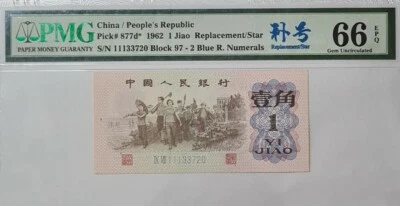 PMG
PAPER MONEY GUARANTY
China / People's Republic
Pick# 877d* 1962 1 Jiao Replacement/Star
S/N 11133720 Block 97 - 2 Blue R. Numerals
补号
Replacement/Star
66 EPQ
Gem Uncirculated
中国人民银行
壹角
1
YI
JIAO
11133720